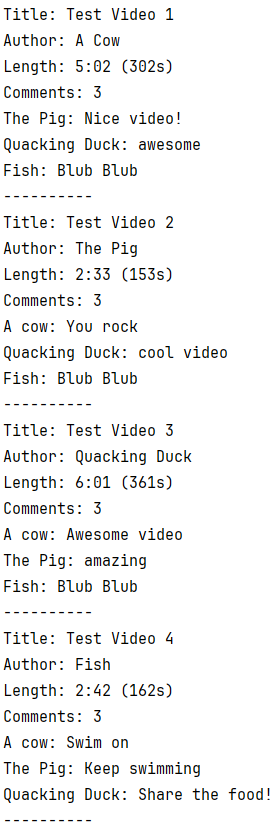 Title: Test Video 1
Author: A Cow
Length: 5:02 (302s)
Comments: 3
The Pig: Nice video!
Quacking Duck: awesome
Fish: Blub Blub
----------
Title: Test Video 2
Author: The Pig
Length: 2:33 (153s)
Comments: 3
A cow: You rock
Quacking Duck: cool video
Fish: Blub Blub
----------
Title: Test Video 3
Author: Quacking Duck
Length: 6:01 (361s)
Comments: 3
A cow: Awesome video
The Pig: amazing
Fish: Blub Blub
----------
Title: Test Video 4
Author: Fish
Length: 2:42 (162s)
Comments: 3
A cow: Swim on
The Pig: Keep swimming
Quacking Duck: Share the food!
----------